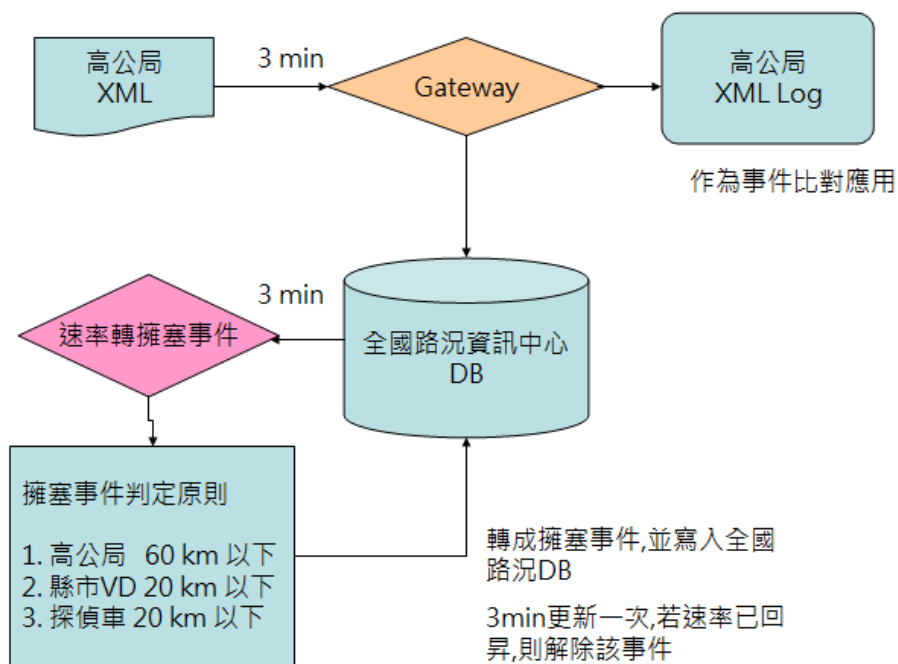 高公局
XML
3 min
Gateway
高公局
XML Log
作為事件比對應用
速率轉擁塞事件
3 min
全國路況資訊中心
DB
擁塞事件判定原則
1. 高公局 60 km 以下
2. 縣市VD 20 km 以下
3. 探偵車 20 km 以下
轉成擁塞事件,並寫入全國
路況DB
3min更新一次,若速率已回
昇,則解除該事件